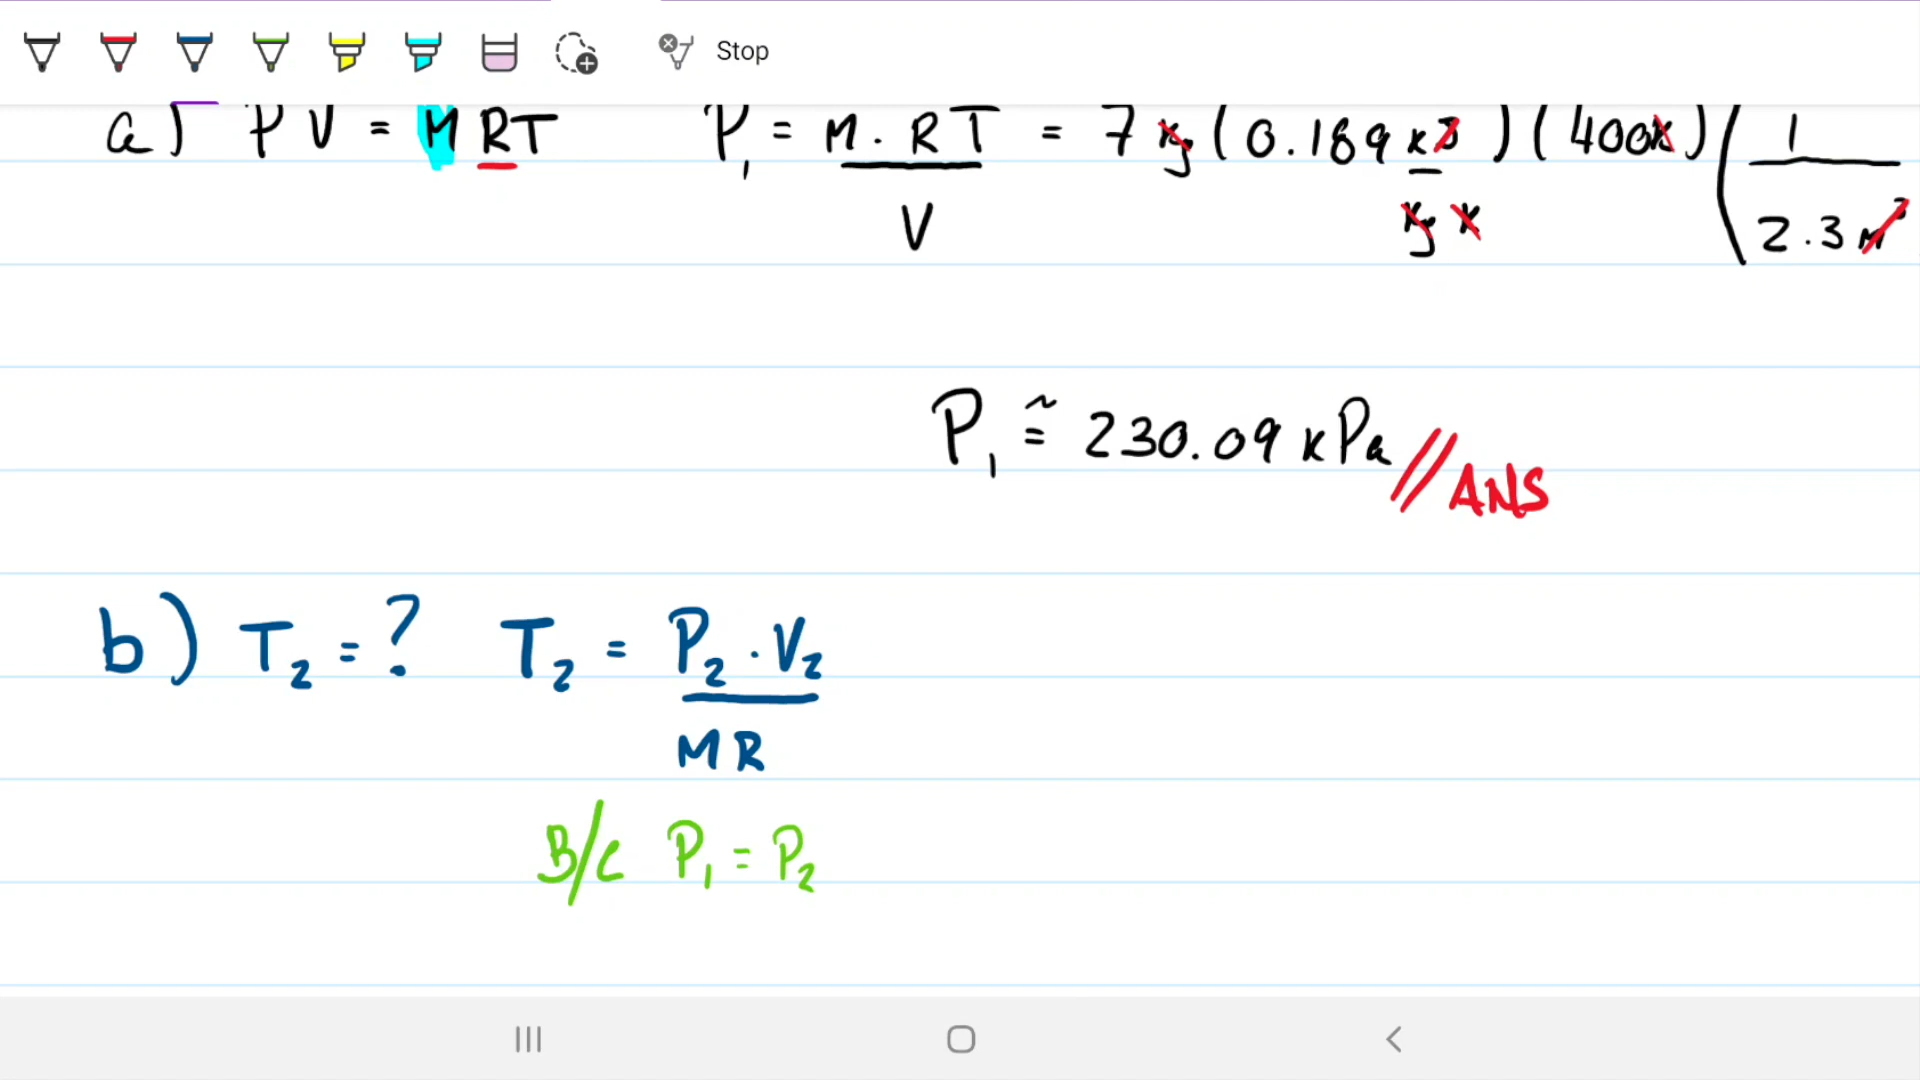 Stop
a) PV = MRT P₁ = M. RT / V = 7 kg (0.189 kJ / kg K) (400K) (1 / 2.3 m³
P₁ ≅ 230.09 kPa // ANS
b) T₂ = ? T₂ = P₂ . V₂ / MR
B/C P₁ = P₂